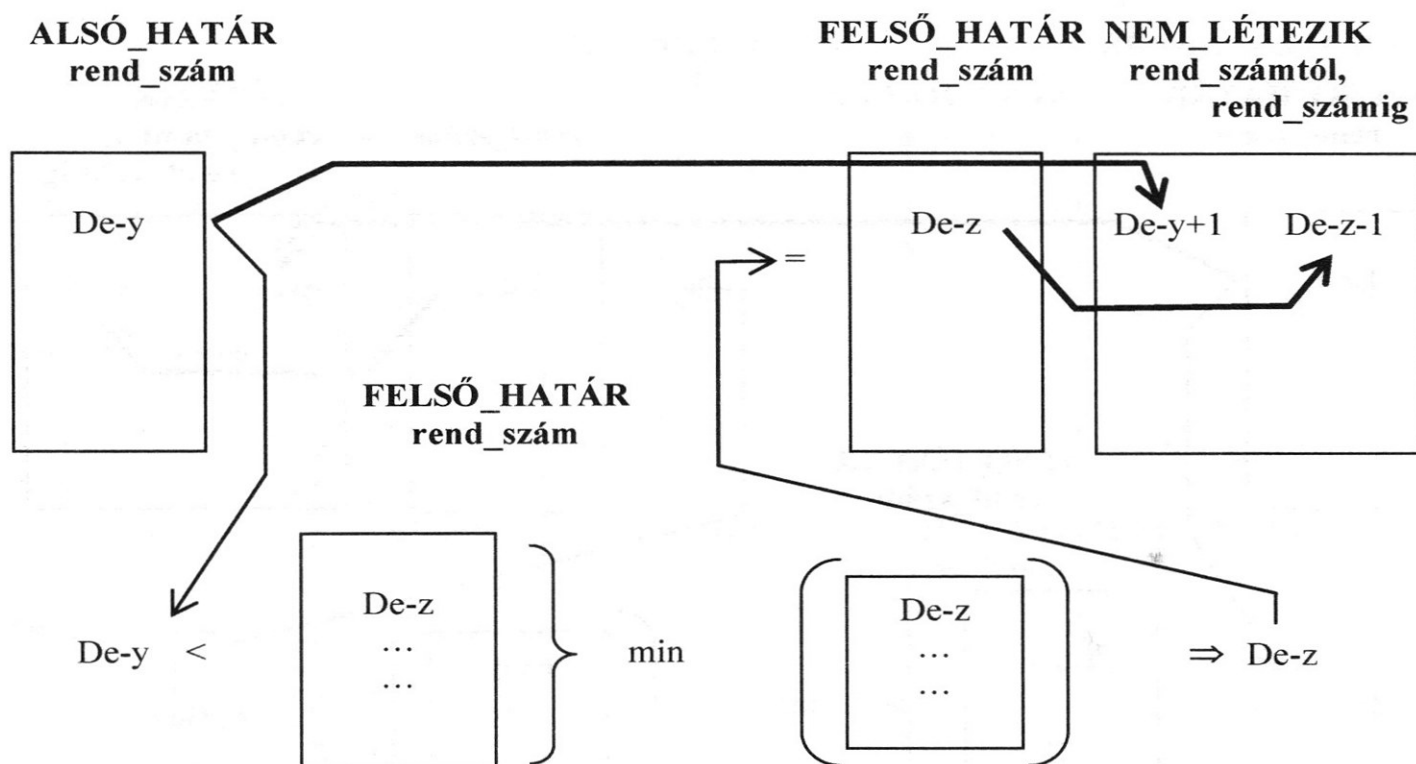 ALSÓ_HATÁR FELSŐ_HATÁR NEM_LÉTEZIK
rend_szám rend_szám rend_számtól,
rend_számig
De-y De-z De-y+1 De-z-1
=
FELSŐ_HATÁR
rend_szám
De-z De-z
De-y < ... min ... ⇒ De-z
... ...